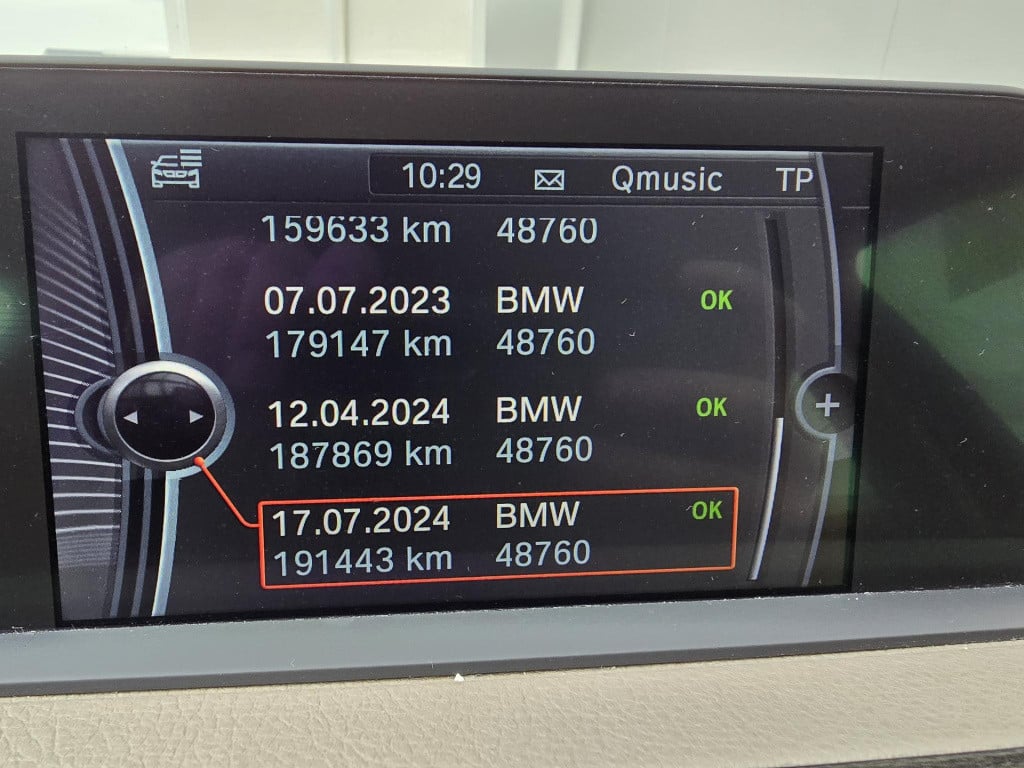 10:29 Qmusic TP
159633 km 48760
07.07.2023 BMW OK
179147 km 48760
12.04.2024 BMW OK
187869 km 48760
17.07.2024 BMW OK
191443 km 48760
+